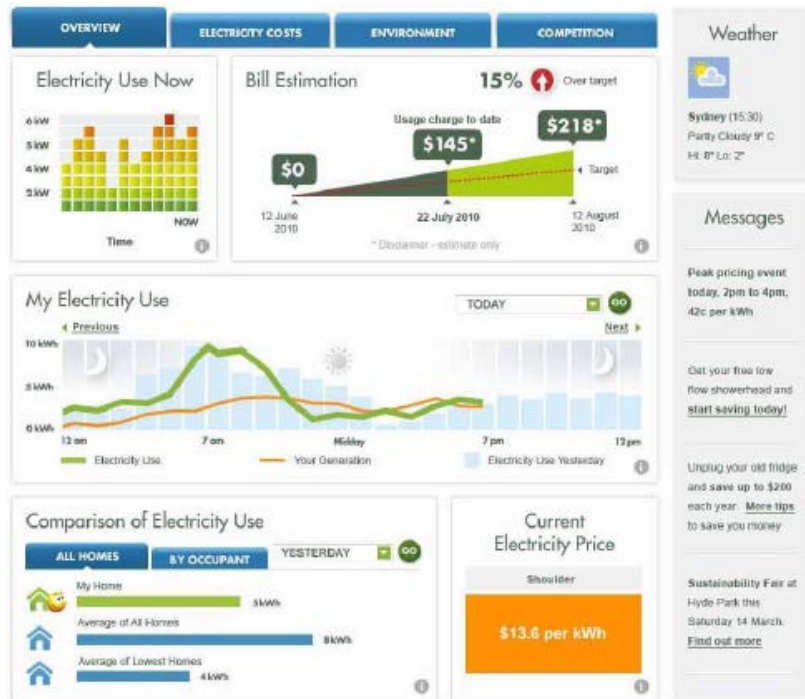 OVERVIEW
ELECTRICITY COSTS
ENVIRONMENT
COMPETITION
Electricity Use Now
6 kW
5 kW
4 kW
2 kW
NOW
Time
Bill Estimation
15% Over target
Usage charge to date
$0
$145*
$218*
Target
12 June
2010
22 July 2010
12 August
2010
* Disclaimer - estimate only
My Electricity Use
TODAY
GO
Previous
Next
10 kWh
5 kWh
0 kWh
12 am
7 am
Midday
7 pm
12 pm
Electricity Use
Your Generation
Electricity Use Yesterday
Comparison of Electricity Use
ALL HOMES
BY OCCUPANT
YESTERDAY
GO
My Home
5 kWh
Average of All Homes
8 kWh
Average of Lowest Homes
4 kWh
Current
Electricity Price
Shoulder
$13.6 per kWh
Weather
Sydney (15:30)
Partly Cloudy 9° C
Hi: 8° Lo: 2°
Messages
Peak pricing event
today, 2pm to 4pm,
42c per kWh
Get your free low
flow showerhead and
start saving today!
Unplug your old fridge
and save up to $200
each year. More tips
to save you money
Sustainability Fair at
Hyde Park this
Saturday 14 March.
Find out more